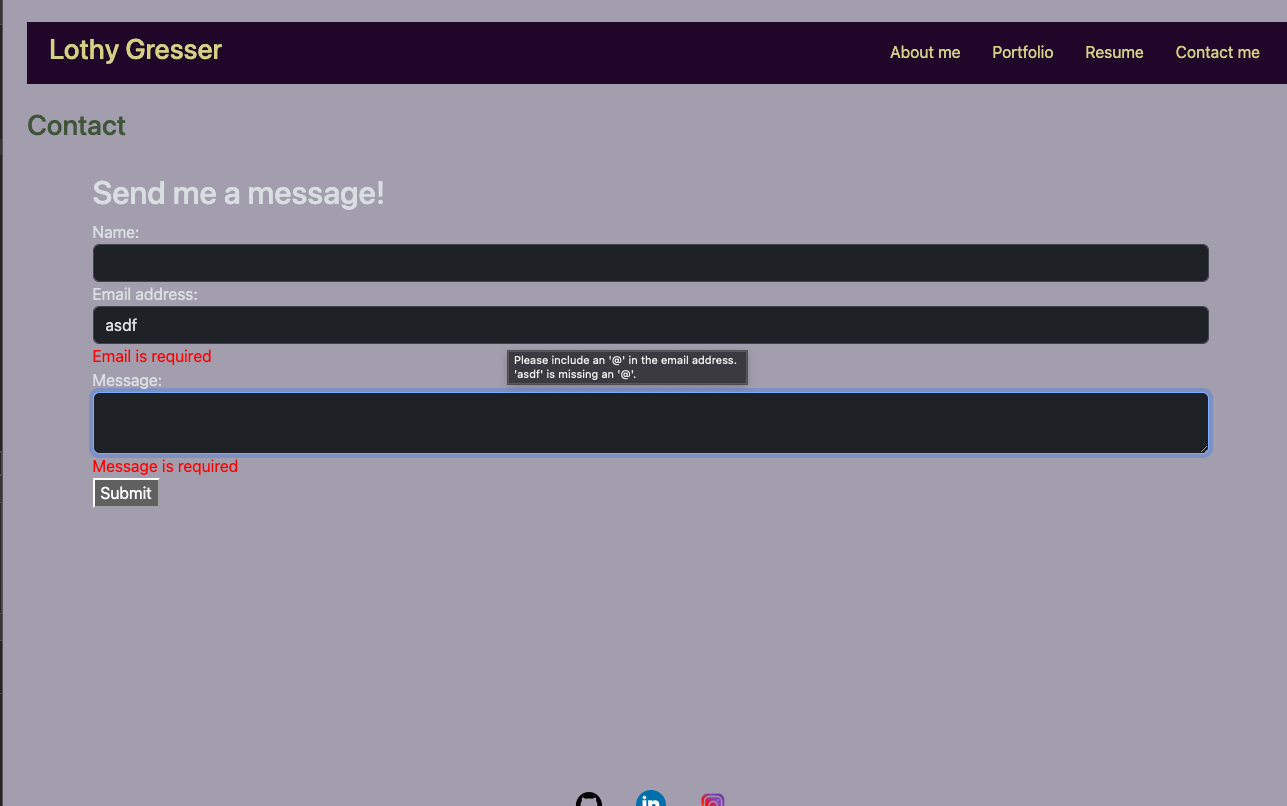 Lothy Gresser
About me Portfolio Resume Contact me
Contact
Send me a message!
Name:
Email address:
asdf
Email is required
Please include an '@' in the email address.
'asdf' is missing an '@'.
Message:
Message is required
Submit
in